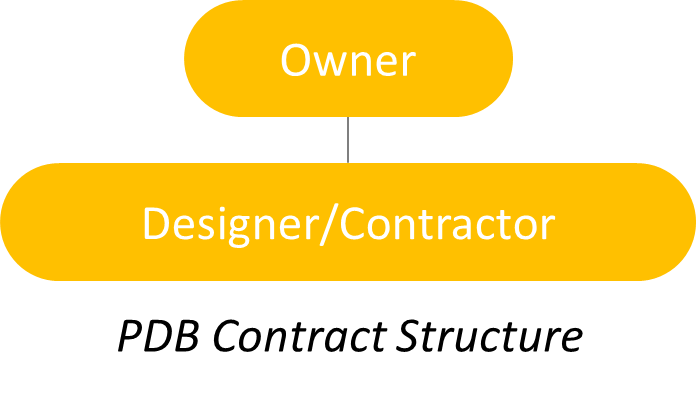 Owner
Designer/Contractor
PDB Contract Structure